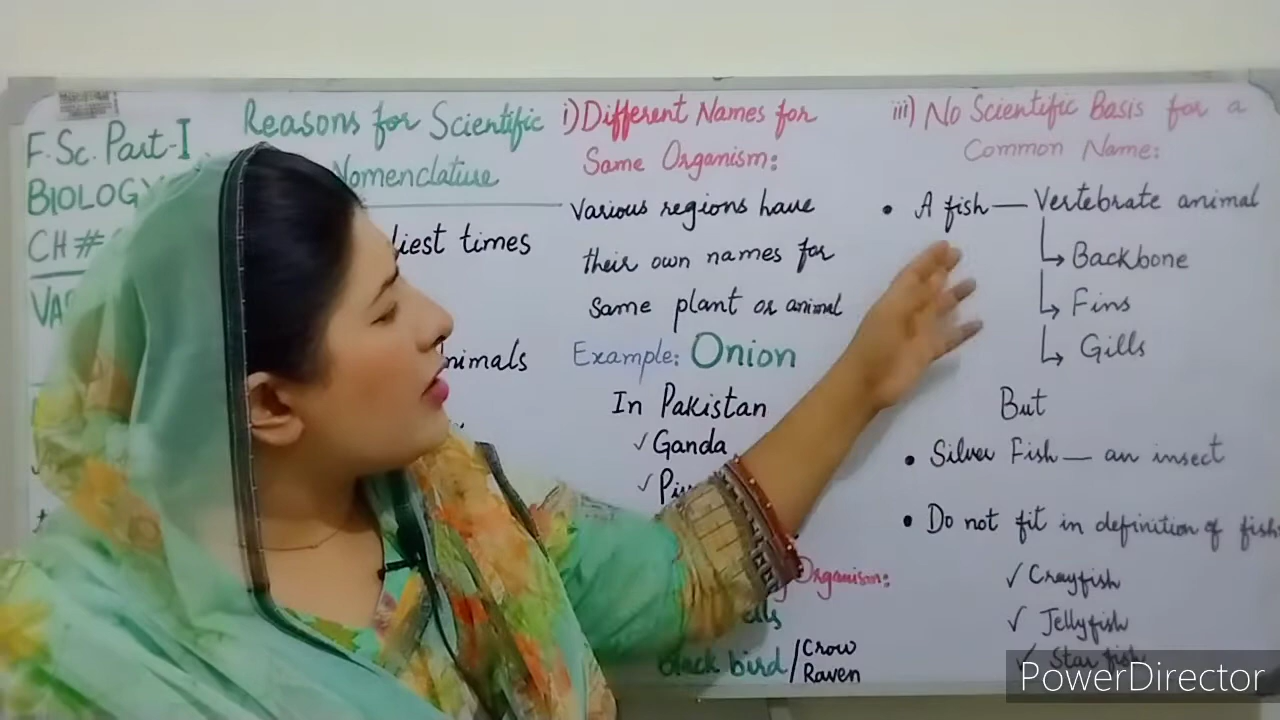 F.Sc. Part-I
BIOLOGY
CH#
VA
Reasons for Scientific
Nomenclature
liest times
nimals
i) Different Names for
Same Organism:
Various regions have
their own names for
same plant or animal
Example: Onion
In Pakistan
✓ Ganda
✓ Pi
Organism:
black bird / Crow
Raven
iii) No Scientific Basis for a
Common Name:
• A fish — Vertebrate animal
↳ Backbone
↳ Fins
↳ Gills
But
• Silver Fish — an insect
• Do not fit in definition of fish
✓ Crayfish
✓ Jellyfish
✓ Star fish
PowerDirector